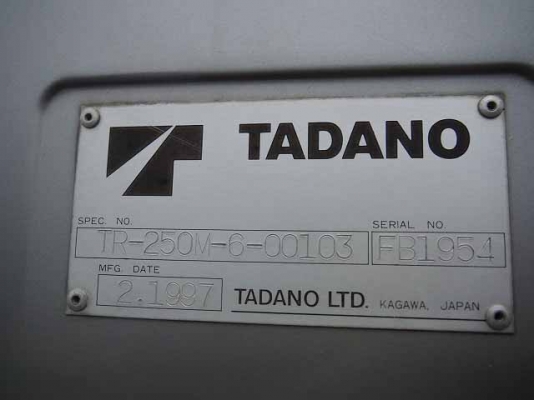 TADANO
SPEC. NO. SERIAL NO.
TR-250M-6-00103 FB1954
MFG. DATE
2.1997 TADANO LTD. KAGAWA, JAPAN